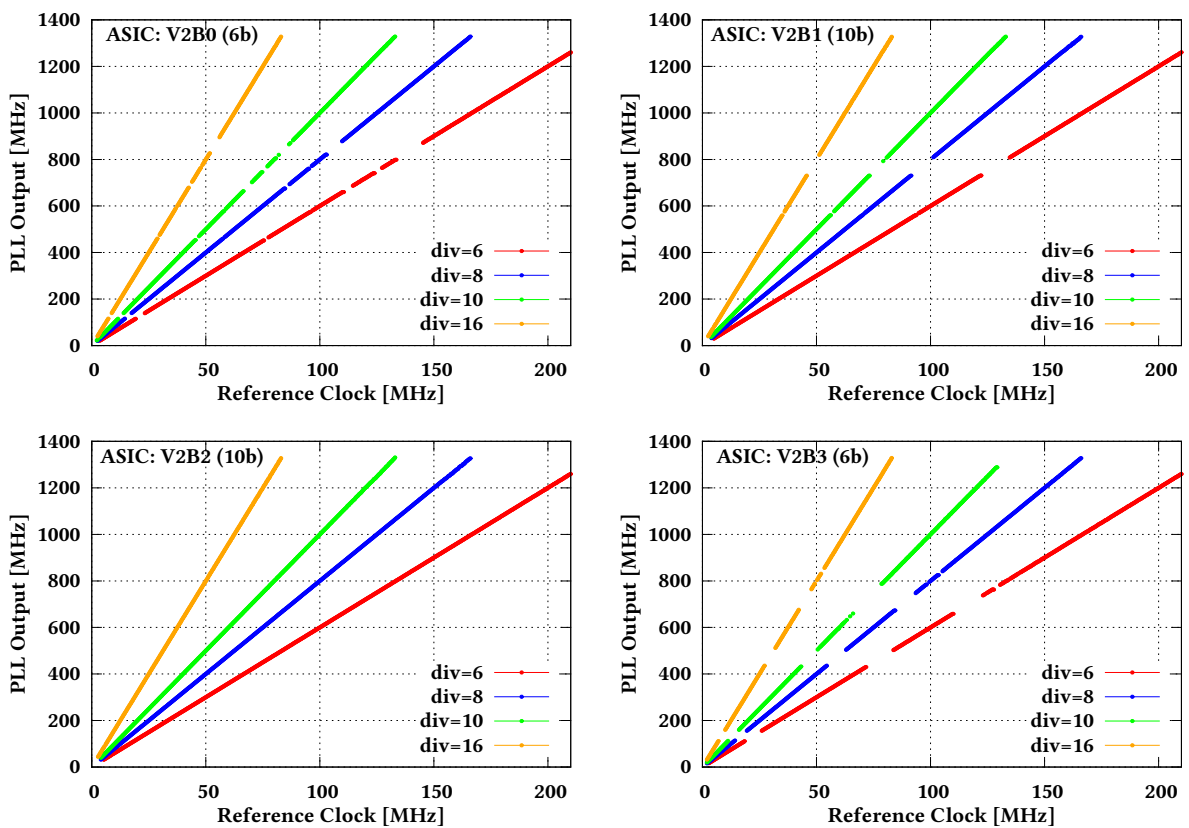 ASIC: V2B0 (6b)
PLL Output [MHz]
1400
1200
1000
800
600
400
200
0
div=6
div=8
div=10
div=16
0 50 100 150 200
Reference Clock [MHz]
ASIC: V2B1 (10b)
PLL Output [MHz]
1400
1200
1000
800
600
400
200
0
div=6
div=8
div=10
div=16
0 50 100 150 200
Reference Clock [MHz]
ASIC: V2B2 (10b)
PLL Output [MHz]
1400
1200
1000
800
600
400
200
0
div=6
div=8
div=10
div=16
0 50 100 150 200
Reference Clock [MHz]
ASIC: V2B3 (6b)
PLL Output [MHz]
1400
1200
1000
800
600
400
200
0
div=6
div=8
div=10
div=16
0 50 100 150 200
Reference Clock [MHz]